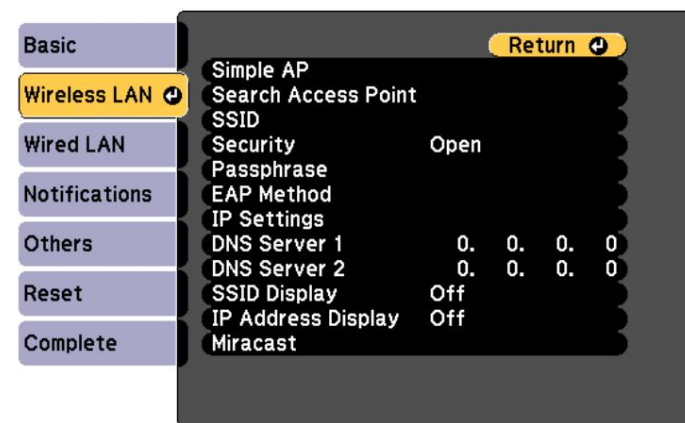 Basic
Wireless LAN
Wired LAN
Notifications
Others
Reset
Complete
Return
Simple AP
Search Access Point
SSID
Security Open
Passphrase
EAP Method
IP Settings
DNS Server 1 0. 0. 0. 0
DNS Server 2 0. 0. 0. 0
SSID Display Off
IP Address Display Off
Miracast